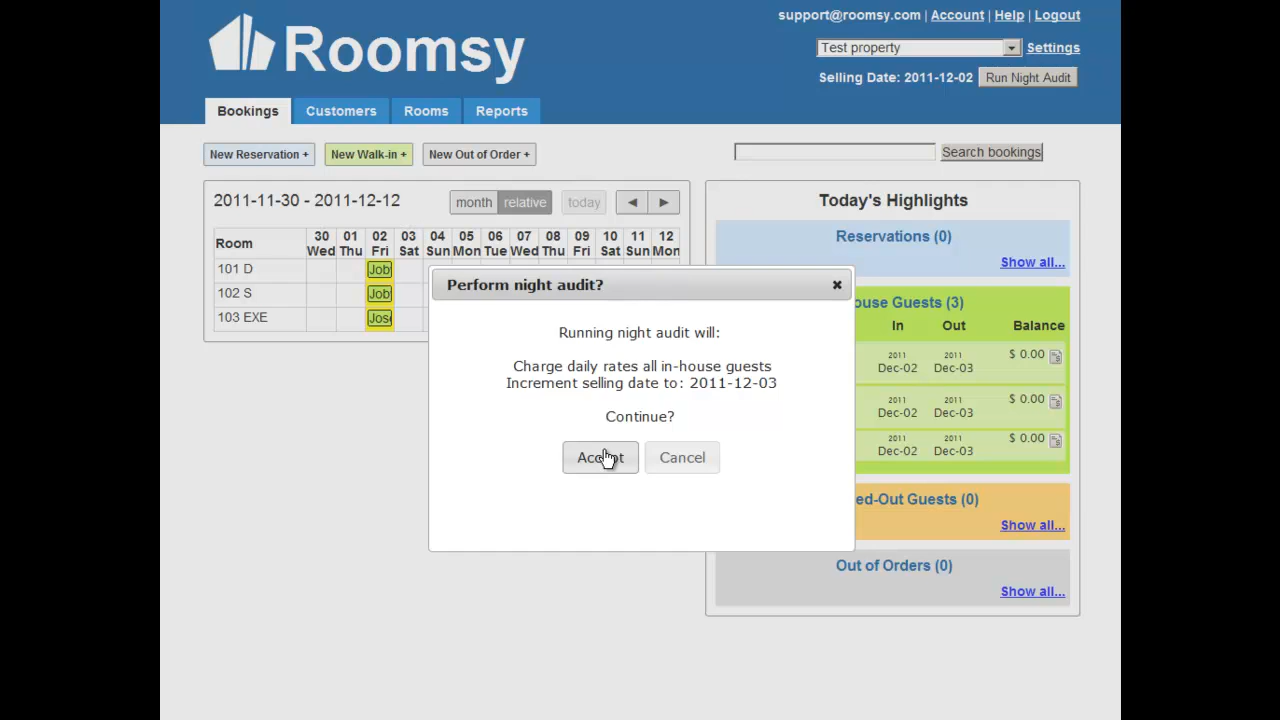 support@roomsy.com | Account | Help | Logout
Roomsy
Test property Settings
Selling Date: 2011-12-02 Run Night Audit
Bookings Customers Rooms Reports
New Reservation + New Walk-in + New Out of Order + Search bookings
2011-11-30 - 2011-12-12 month relative today
Room 30 Wed 01 Thu 02 Fri 03 Sat 04 Sun 05 Mon 06 Tue 07 Wed 08 Thu 09 Fri 10 Sat 11 Sun 12 Mon
101 D Job
102 S Job
103 EXE Jos
Perform night audit?
Running night audit will:
Charge daily rates all in-house guests
Increment selling date to: 2011-12-03
Continue?
Accept Cancel
Today's Highlights
Reservations (0)
Show all...
ouse Guests (3)
In Out Balance
2011 Dec-02 2011 Dec-03 $ 0.00
2011 Dec-02 2011 Dec-03 $ 0.00
2011 Dec-02 2011 Dec-03 $ 0.00
ed-Out Guests (0)
Show all...
Out of Orders (0)
Show all...